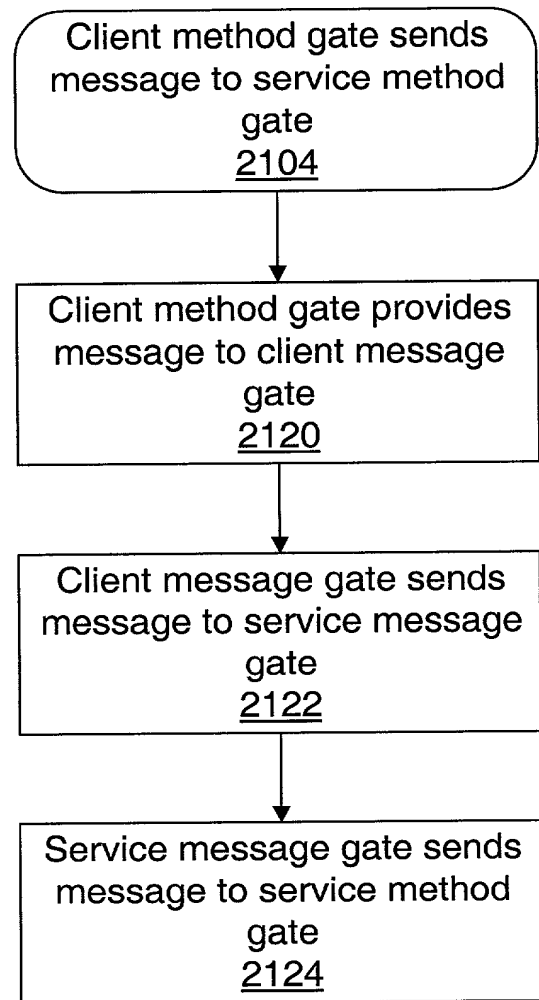 Client method gate sends
message to service method
gate
2104
Client method gate provides
message to client message
gate
2120
Client message gate sends
message to service message
gate
2122
Service message gate sends
message to service method
gate
2124